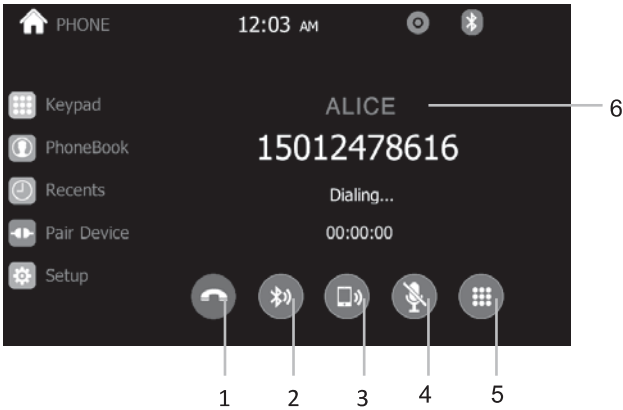 PHONE 12:03 AM
Keypad
ALICE
6
PhoneBook
15012478616
Recents
Dialing...
Pair Device
00:00:00
Setup
1 2 3 4 5